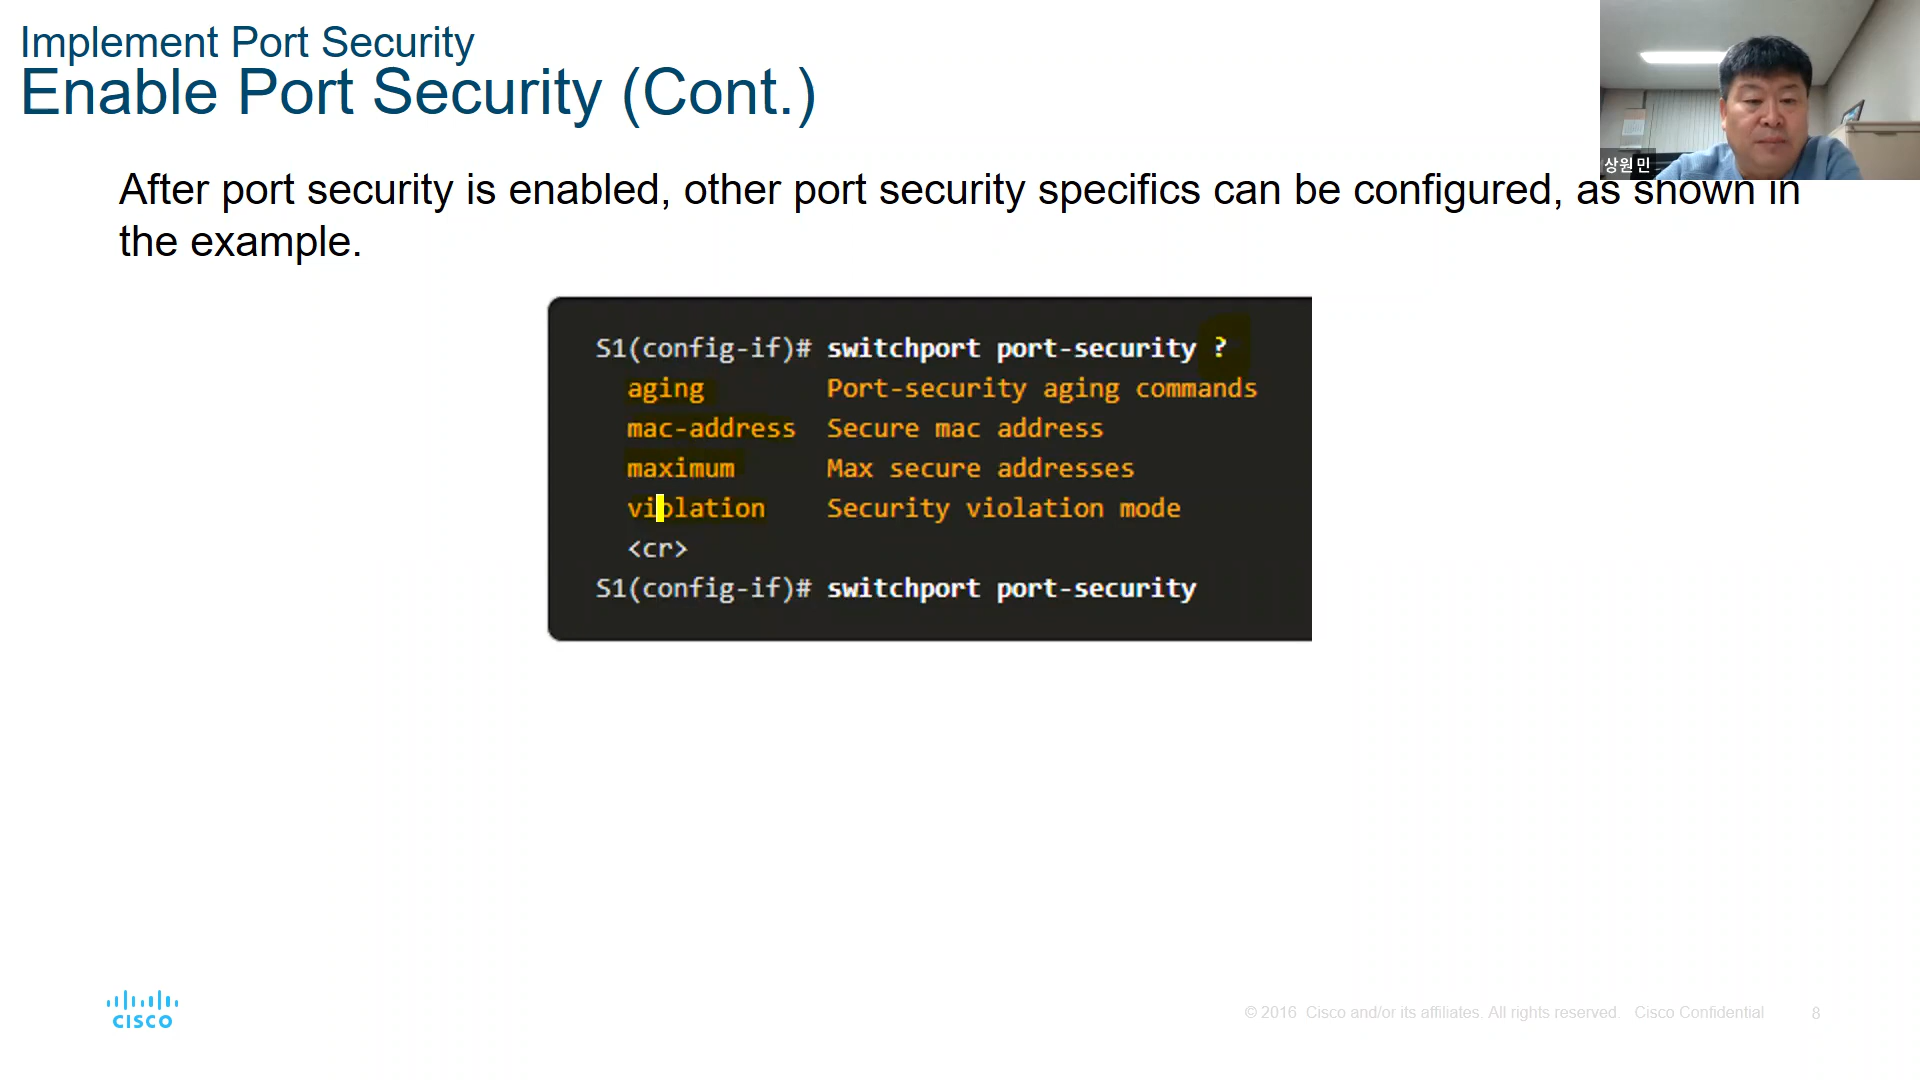 Implement Port Security
Enable Port Security (Cont.)
상원 민
After port security is enabled, other port security specifics can be configured, as shown in
the example.
S1(config-if)# switchport port-security ?
aging Port-security aging commands
mac-address Secure mac address
maximum Max secure addresses
violation Security violation mode
<cr>
S1(config-if)# switchport port-security
CISCO
© 2016 Cisco and/or its affiliates. All rights reserved. Cisco Confidential 8